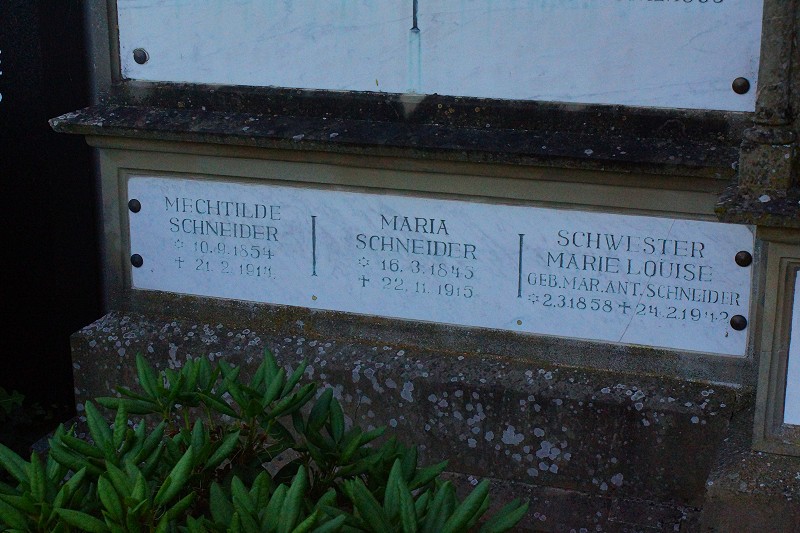 MECHTILDE
SCHNEIDER
* 10.9.1854
† 21.2.1914
MARIA
SCHNEIDER
* 16.3.1845
† 22.11.1915
SCHWESTER
MARIE LOUISE
GEB. MAR. ANT. SCHNEIDER
* 2.3.1858 † 24.2.1942